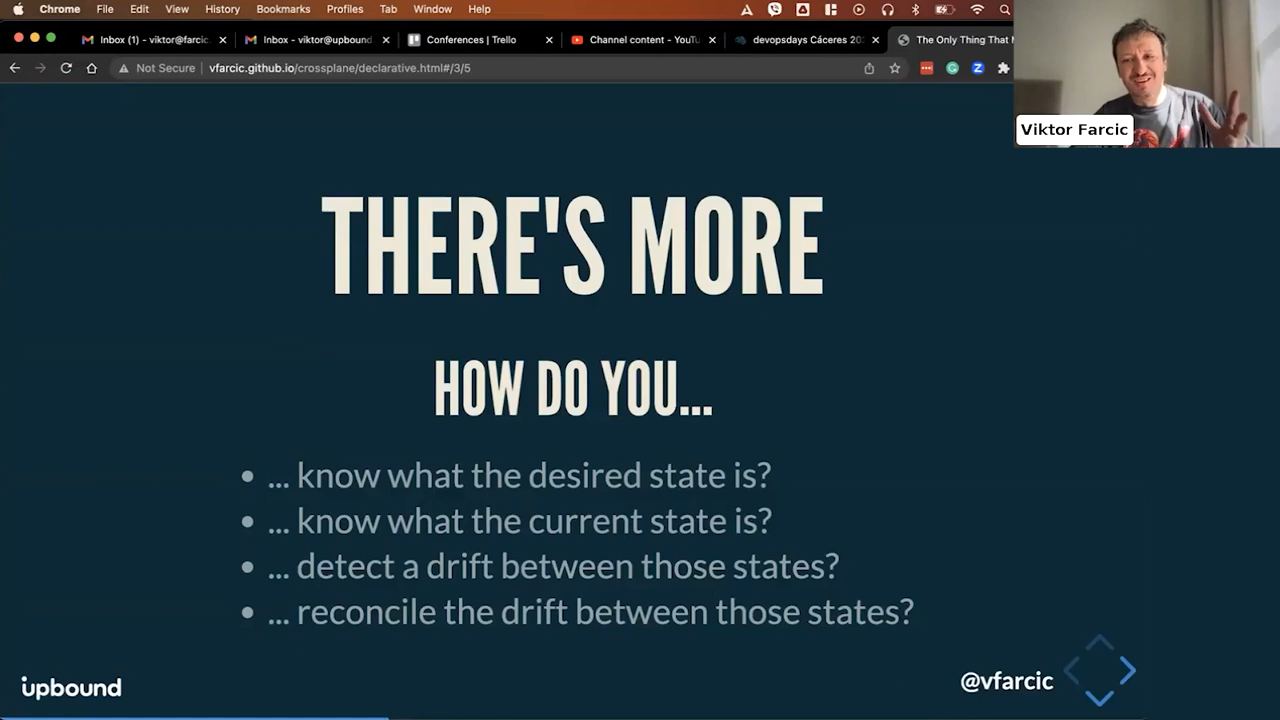 Chrome File Edit View History Bookmarks Profiles Tab Window Help
Inbox (1) - viktor@farcic. Inbox - viktor@upbound Conferences | Trello Channel content - YouTu devopsdays Cáceres 202 The Only Thing That M
Not Secure | vfarcic.github.io/crossplane/declarative.html#/3/5
Viktor Farcic
THERE'S MORE
HOW DO YOU...
• ... know what the desired state is?
• ... know what the current state is?
• ... detect a drift between those states?
• ... reconcile the drift between those states?
upbound
@vfarcic